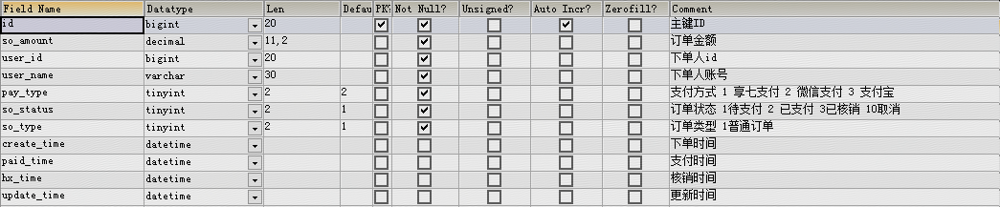 Field Name Datatype Len Defau PK? Not Null? Unsigned? Auto Incr? Zerofill? Comment
id bigint 20 主键ID
so_amount decimal 11,2 订单金额
user_id bigint 20 下单人id
user_name varchar 30 下单人账号
pay_type tinyint 2 2 支付方式 1 享七支付 2 微信支付 3 支付宝
so_status tinyint 2 1 订单状态 1待支付 2 已支付 3已核销 10取消
so_type tinyint 2 1 订单类型 1普通订单
create_time datetime 下单时间
paid_time datetime 支付时间
hx_time datetime 核销时间
update_time datetime 更新时间